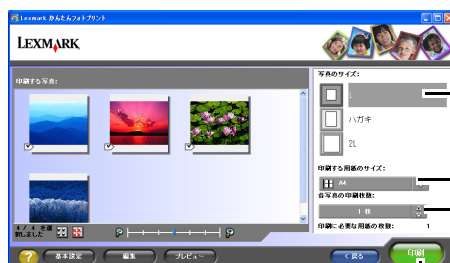 Lexmark かんたんフォトプリント
LEXMARK
印刷する写真:
4 / 4 を選
択しました
基本設定
編集
プレビュー
写真のサイズ:
L
ハガキ
2L
印刷する用紙のサイズ:
A4
各写真の印刷枚数:
1 枚
印刷に必要な用紙の枚数: 1
戻る
印刷